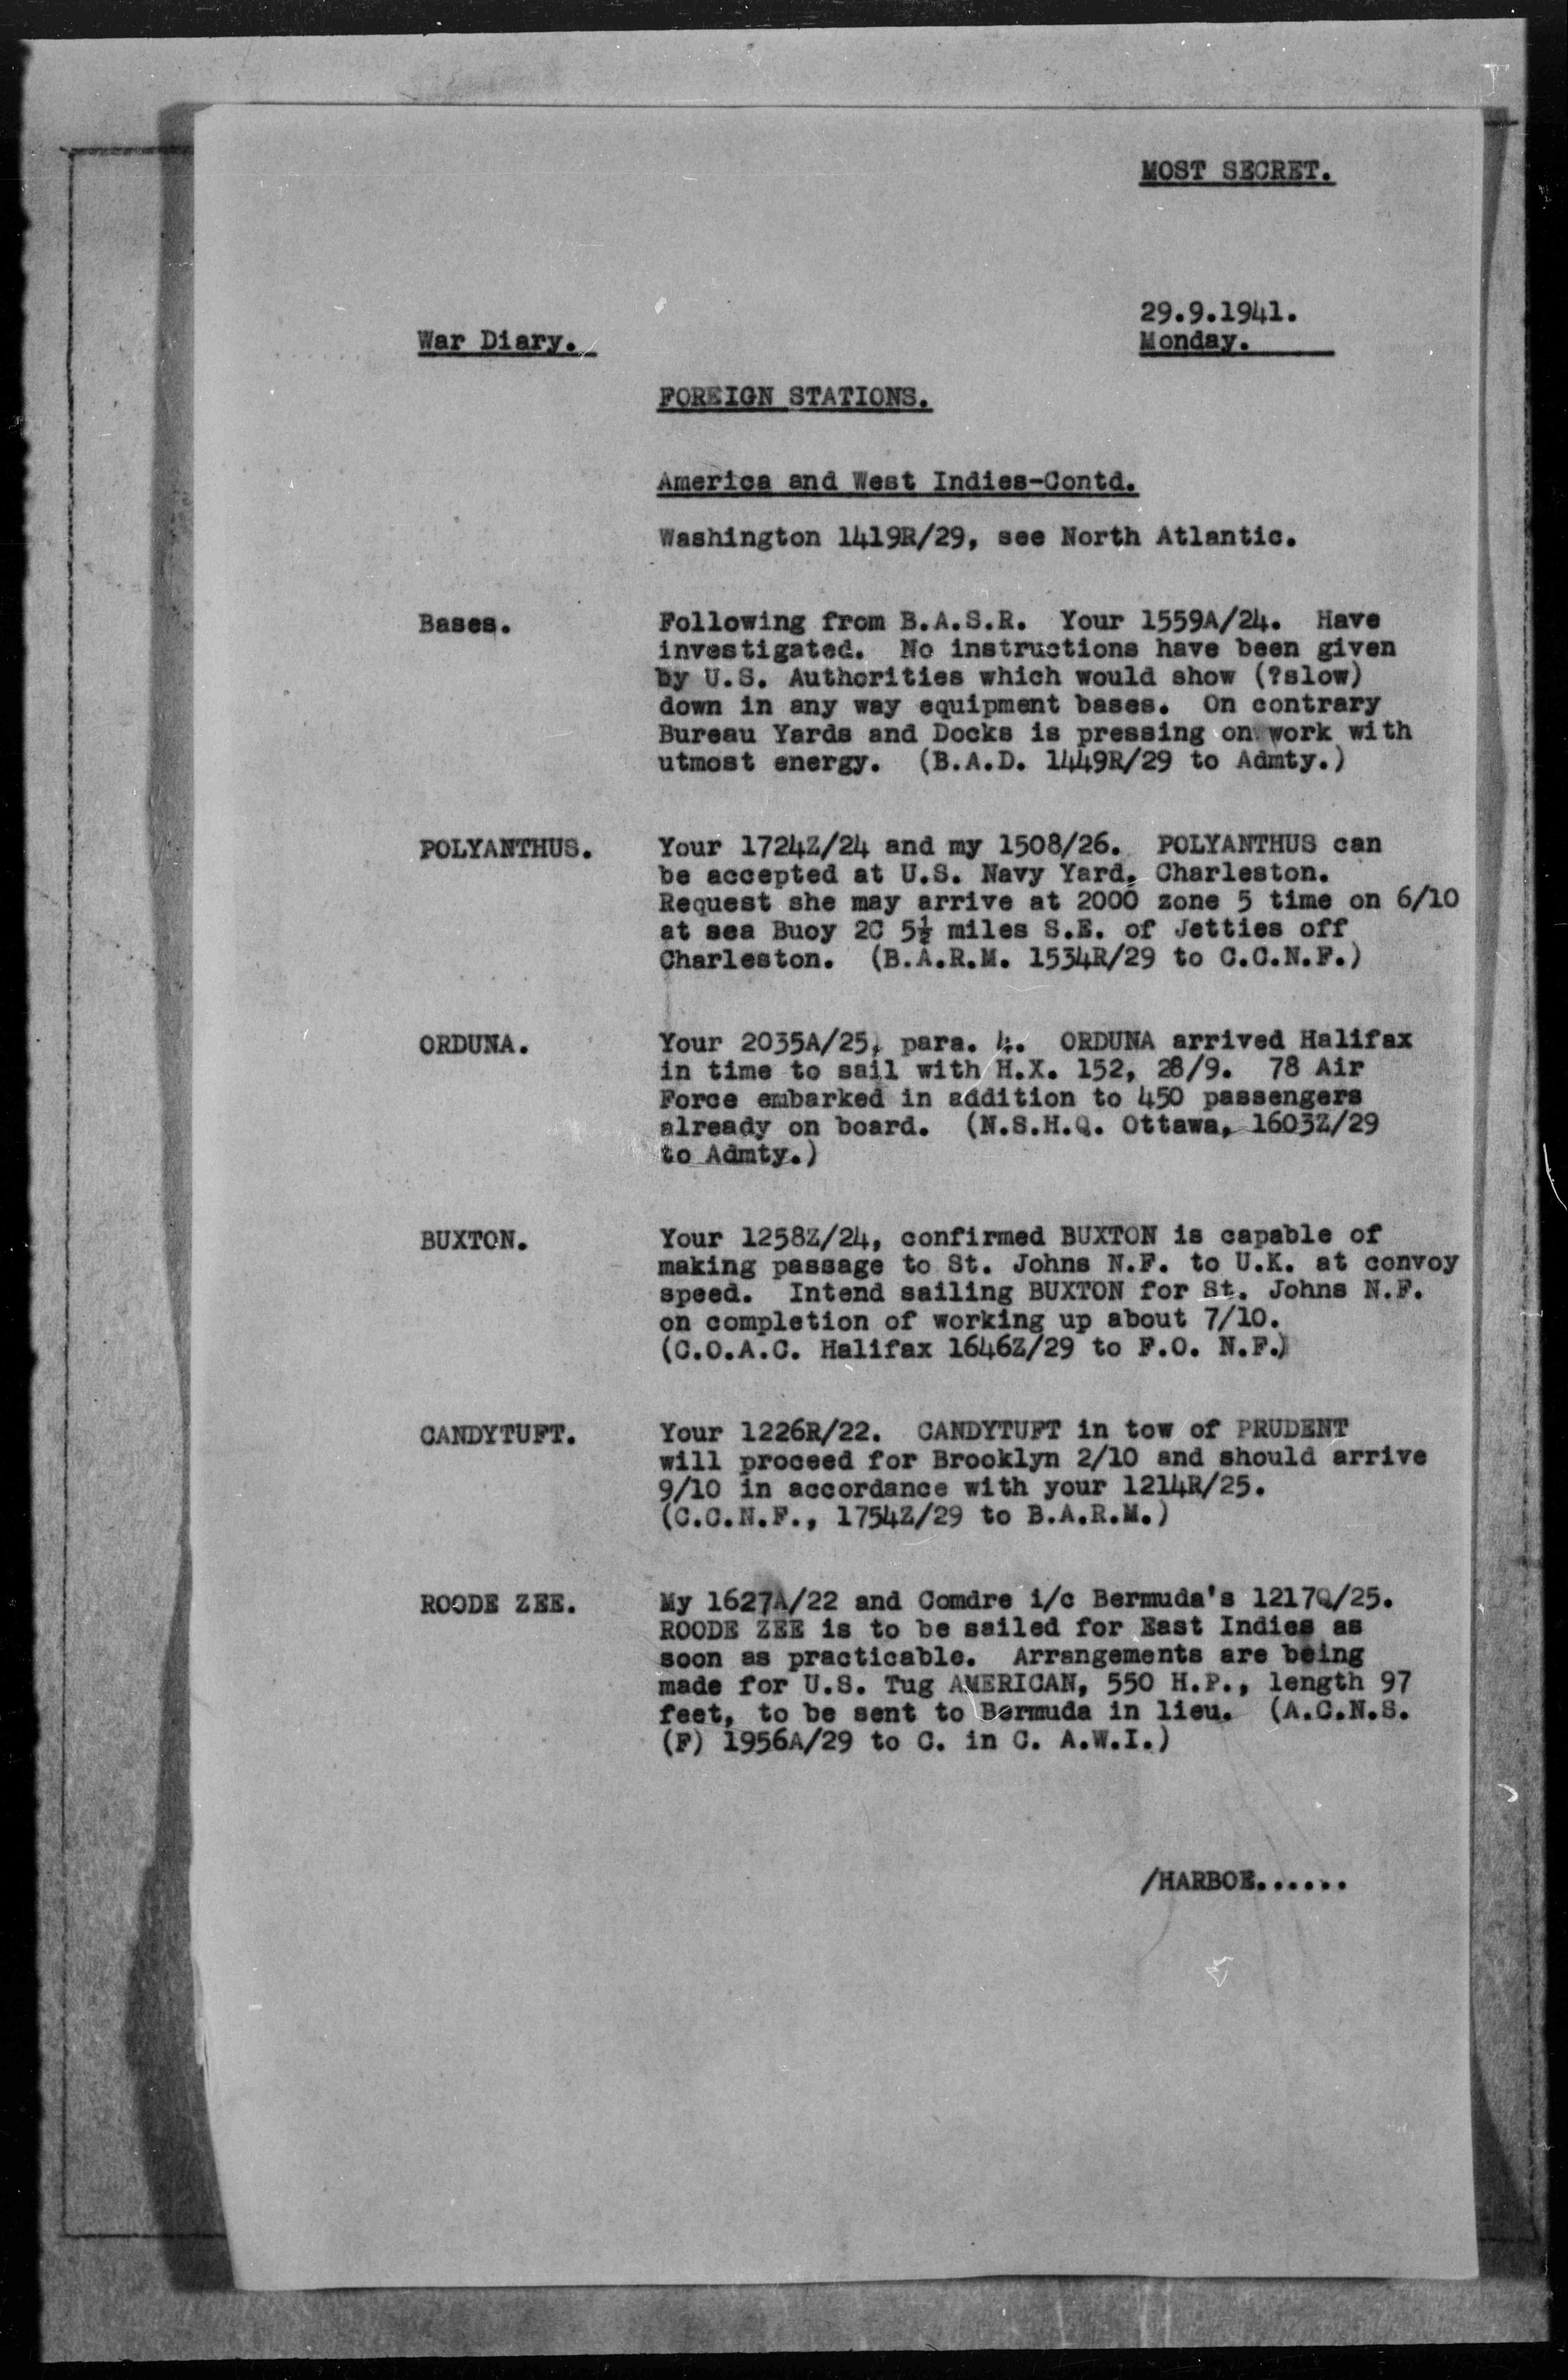 MOST SECRET.
29.9.1941.
War Diary. Monday.
FOREIGN STATIONS.
America and West Indies-Contd.
Washington 1419R/29, see North Atlantic.
Bases. Following from B.A.S.R. Your 1559A/24. Have
investigated. No instructions have been given
by U.S. Authorities which would show (?slow)
down in any way equipment bases. On contrary
Bureau Yards and Docks is pressing on work with
utmost energy. (B.A.D. 1449R/29 to Admty.)
POLYANTHUS. Your 1724Z/24 and my 1508/26. POLYANTHUS can
be accepted at U.S. Navy Yard, Charleston.
Request she may arrive at 2000 zone 5 time on 6/10
at sea Buoy 2C 5½ miles S.E. of Jetties off
Charleston. (B.A.R.M. 1534R/29 to C.C.N.F.)
ORDUNA. Your 2035A/25, para. 4. ORDUNA arrived Halifax
in time to sail with H.X. 152, 28/9. 78 Air
Force embarked in addition to 450 passengers
already on board. (N.S.H.Q. Ottawa, 1603Z/29
to Admty.)
BUXTON. Your 1258Z/24, confirmed BUXTON is capable of
making passage to St. Johns N.F. to U.K. at convoy
speed. Intend sailing BUXTON for St. Johns N.F.
on completion of working up about 7/10.
(C.O.A.C. Halifax 1646Z/29 to F.O. N.F.)
CANDYTUFT. Your 1226R/22. CANDYTUFT in tow of PRUDENT
will proceed for Brooklyn 2/10 and should arrive
9/10 in accordance with your 1214R/25.
(C.C.N.F., 1754Z/29 to B.A.R.M.)
ROODE ZEE. My 1627A/22 and Comdre i/c Bermuda's 1217Q/25.
ROODE ZEE is to be sailed for East Indies as
soon as practicable. Arrangements are being
made for U.S. Tug AMERICAN, 550 H.P., length 97
feet, to be sent to Bermuda in lieu. (A.C.N.S.
(F) 1956A/29 to C. in C. A.W.I.)
/HARBOE......